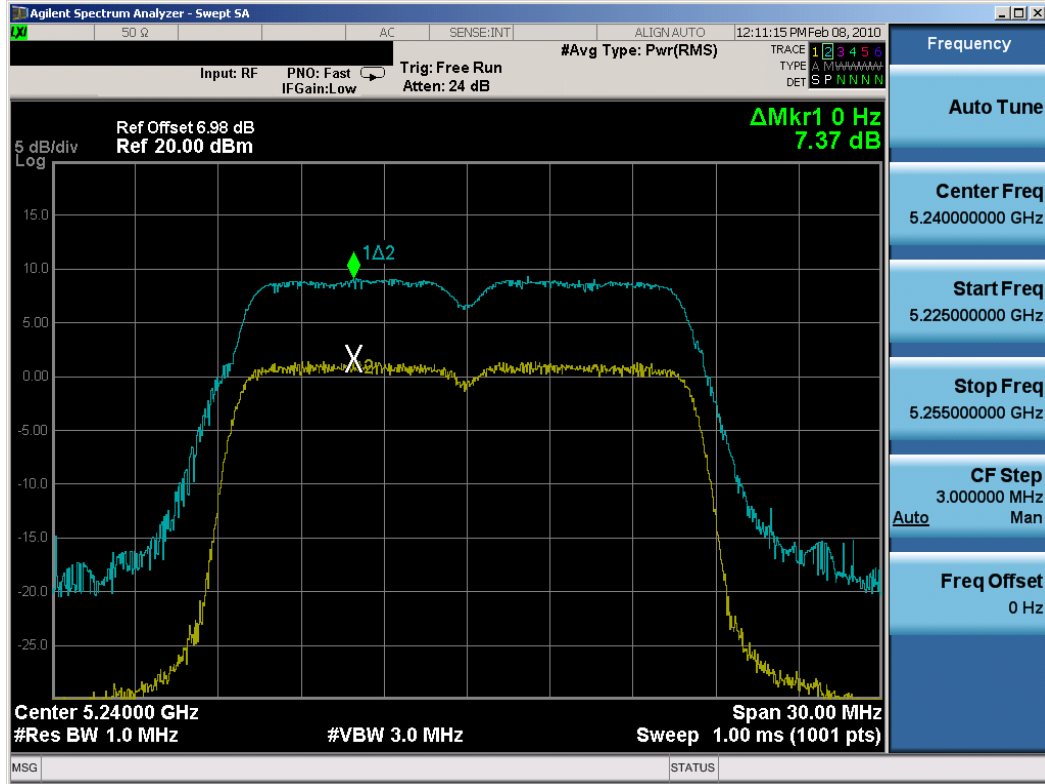 Agilent Spectrum Analyzer - Swept SA
LXI 50 Ω AC SENSE:INT ALIGN AUTO 12:11:15 PM Feb 08, 2010
#Avg Type: Pwr(RMS) TRACE 1 2 3 4 5 6
Input: RF PNO: Fast Trig: Free Run TYPE A M
IFGain:Low Atten: 24 dB DET S P N N N N
ΔMkr1 0 Hz
7.37 dB
Ref Offset 6.98 dB
5 dB/div Ref 20.00 dBm
Log
15.0
10.0
5.00
0.00
-5.00
-10.0
-15.0
-20.0
-25.0
1Δ2
X2
Center 5.24000 GHz Span 30.00 MHz
#Res BW 1.0 MHz #VBW 3.0 MHz Sweep 1.00 ms (1001 pts)
MSG STATUS
Frequency
Auto Tune
Center Freq
5.240000000 GHz
Start Freq
5.225000000 GHz
Stop Freq
5.255000000 GHz
CF Step
3.000000 MHz
Auto Man
Freq Offset
0 Hz